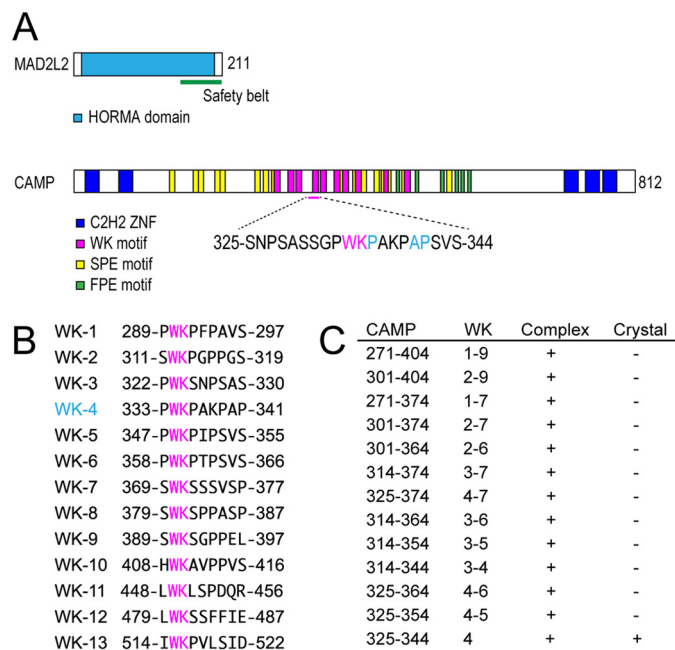 A
MAD2L2 211
Safety belt
HORMA domain
CAMP 812
C2H2 ZNF
WK motif
SPE motif
FPE motif
325-SNPSASSGPWKPAKPAPSVS-344
B
WK-1 289-PWKPFPAVS-297
WK-2 311-SWKPGPPGS-319
WK-3 322-PWKSNPSAS-330
WK-4 333-PWKPAKPAP-341
WK-5 347-PWKPIPSVS-355
WK-6 358-PWKPTPSVS-366
WK-7 369-SWKSSSVSP-377
WK-8 379-SWKSPPASP-387
WK-9 389-SWKSGPPEL-397
WK-10 408-HWKAVPPVS-416
WK-11 448-LWKLSPDQR-456
WK-12 479-LWKSSFFIE-487
WK-13 514-IWKPVLSID-522
C
CAMP WK Complex Crystal
271-404 1-9 + -
301-404 2-9 + -
271-374 1-7 + -
301-374 2-7 + -
301-364 2-6 + -
314-374 3-7 + -
325-374 4-7 + -
314-364 3-6 + -
314-354 3-5 + -
314-344 3-4 + -
325-364 4-6 + -
325-354 4-5 + -
325-344 4 + +